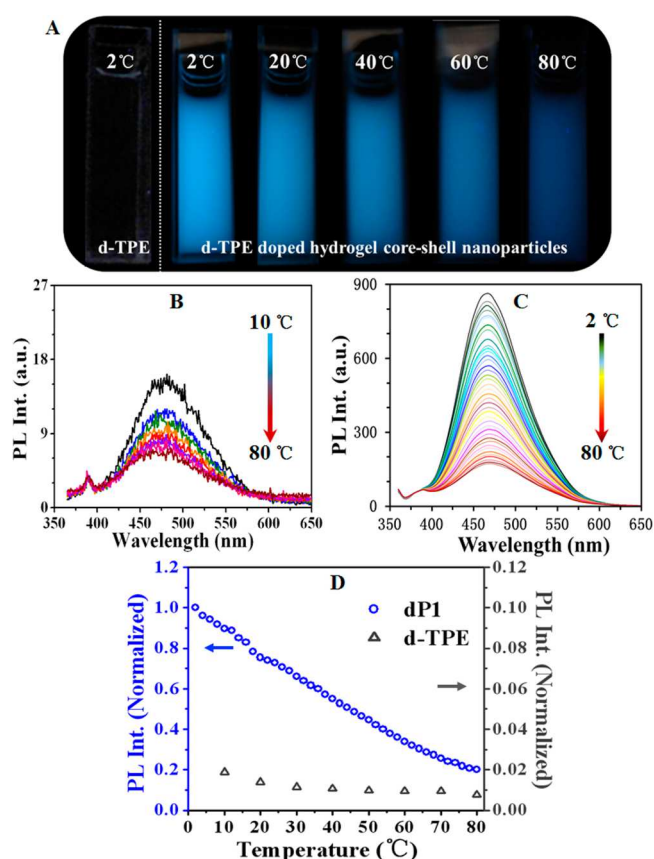 A
2℃ 2℃ 20℃ 40℃ 60℃ 80℃
d-TPE d-TPE doped hydrogel core-shell nanoparticles
B
27
18
9
0
PL Int. (a.u.)
10 ℃
80 ℃
350 400 450 500 550 600 650
Wavelength (nm)
C
900
600
300
0
PL Int. (a.u.)
2 ℃
80 ℃
350 400 450 500 550 600 650
Wavelength (nm)
D
1.2
1.0
0.8
0.6
0.4
0.2
0.0
PL Int. (Normalized)
dP1
d-TPE
0.12
0.10
0.08
0.06
0.04
0.02
0.00
PL Int. (Normalized)
0 10 20 30 40 50 60 70 80
Temperature (℃)